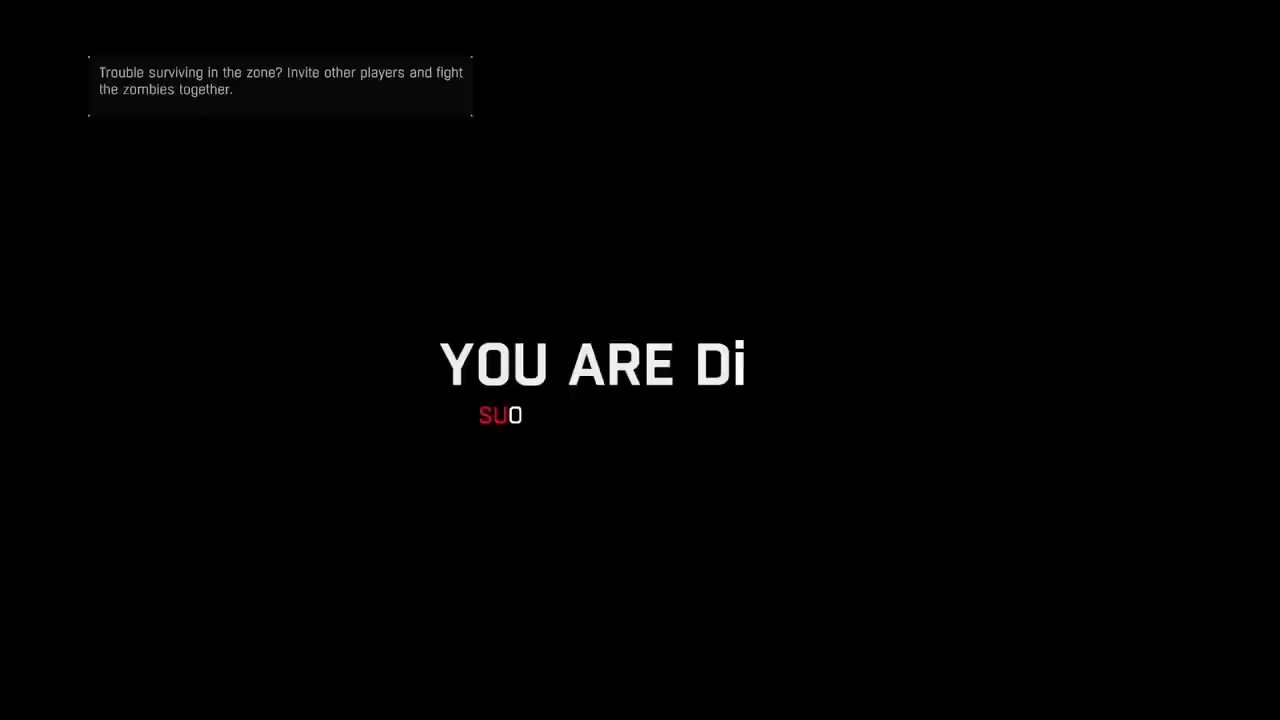 Trouble surviving in the zone? Invite other players and fight
the zombies together.
YOU ARE Di
SUO